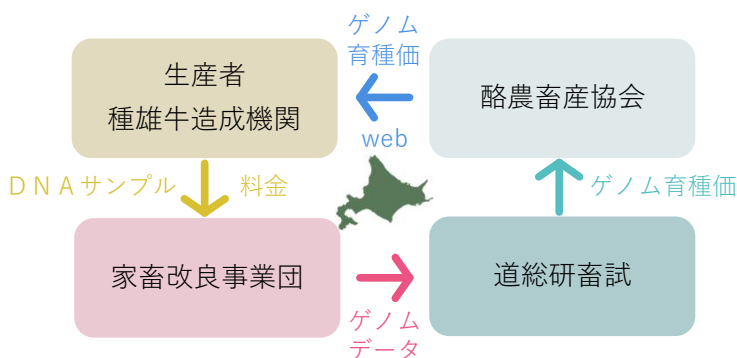 ゲノム
育種価
生産者
種雄牛造成機関
酪農畜産協会
web
ＤＮＡサンプル
料金
ゲノム育種価
家畜改良事業団
道総研畜試
ゲノム
データ